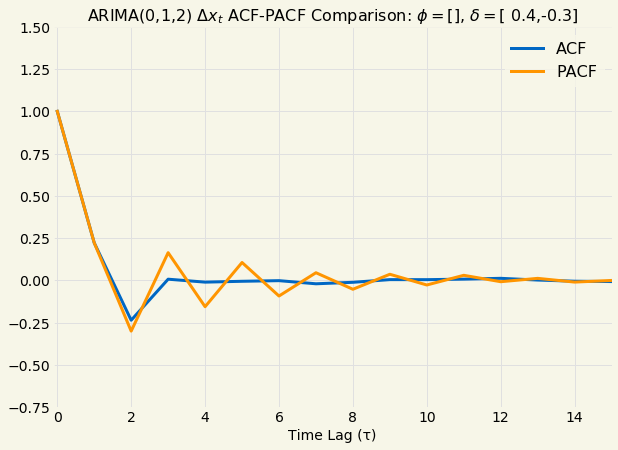 ARIMA(0,1,2) Δxₜ ACF-PACF Comparison: ϕ = [], δ = [ 0.4,-0.3]
1.50
1.25
1.00
0.75
0.50
0.25
0.00
−0.25
−0.50
−0.75
ACF
PACF
0 2 4 6 8 10 12 14
Time Lag (τ)